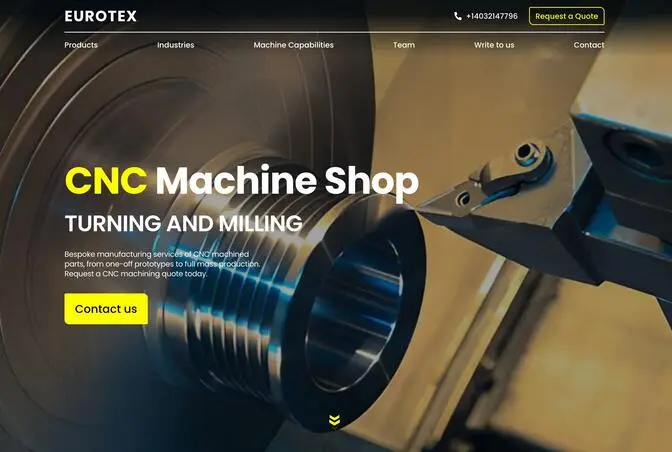 EUROTEX
+14032147796
Request a Quote
Products
Industries
Machine Capabilities
Team
Write to us
Contact
CNC Machine Shop
TURNING AND MILLING
Bespoke manufacturing services of CNC machined
parts, from one-off prototypes to full mass production.
Request a CNC machining quote today.
Contact us